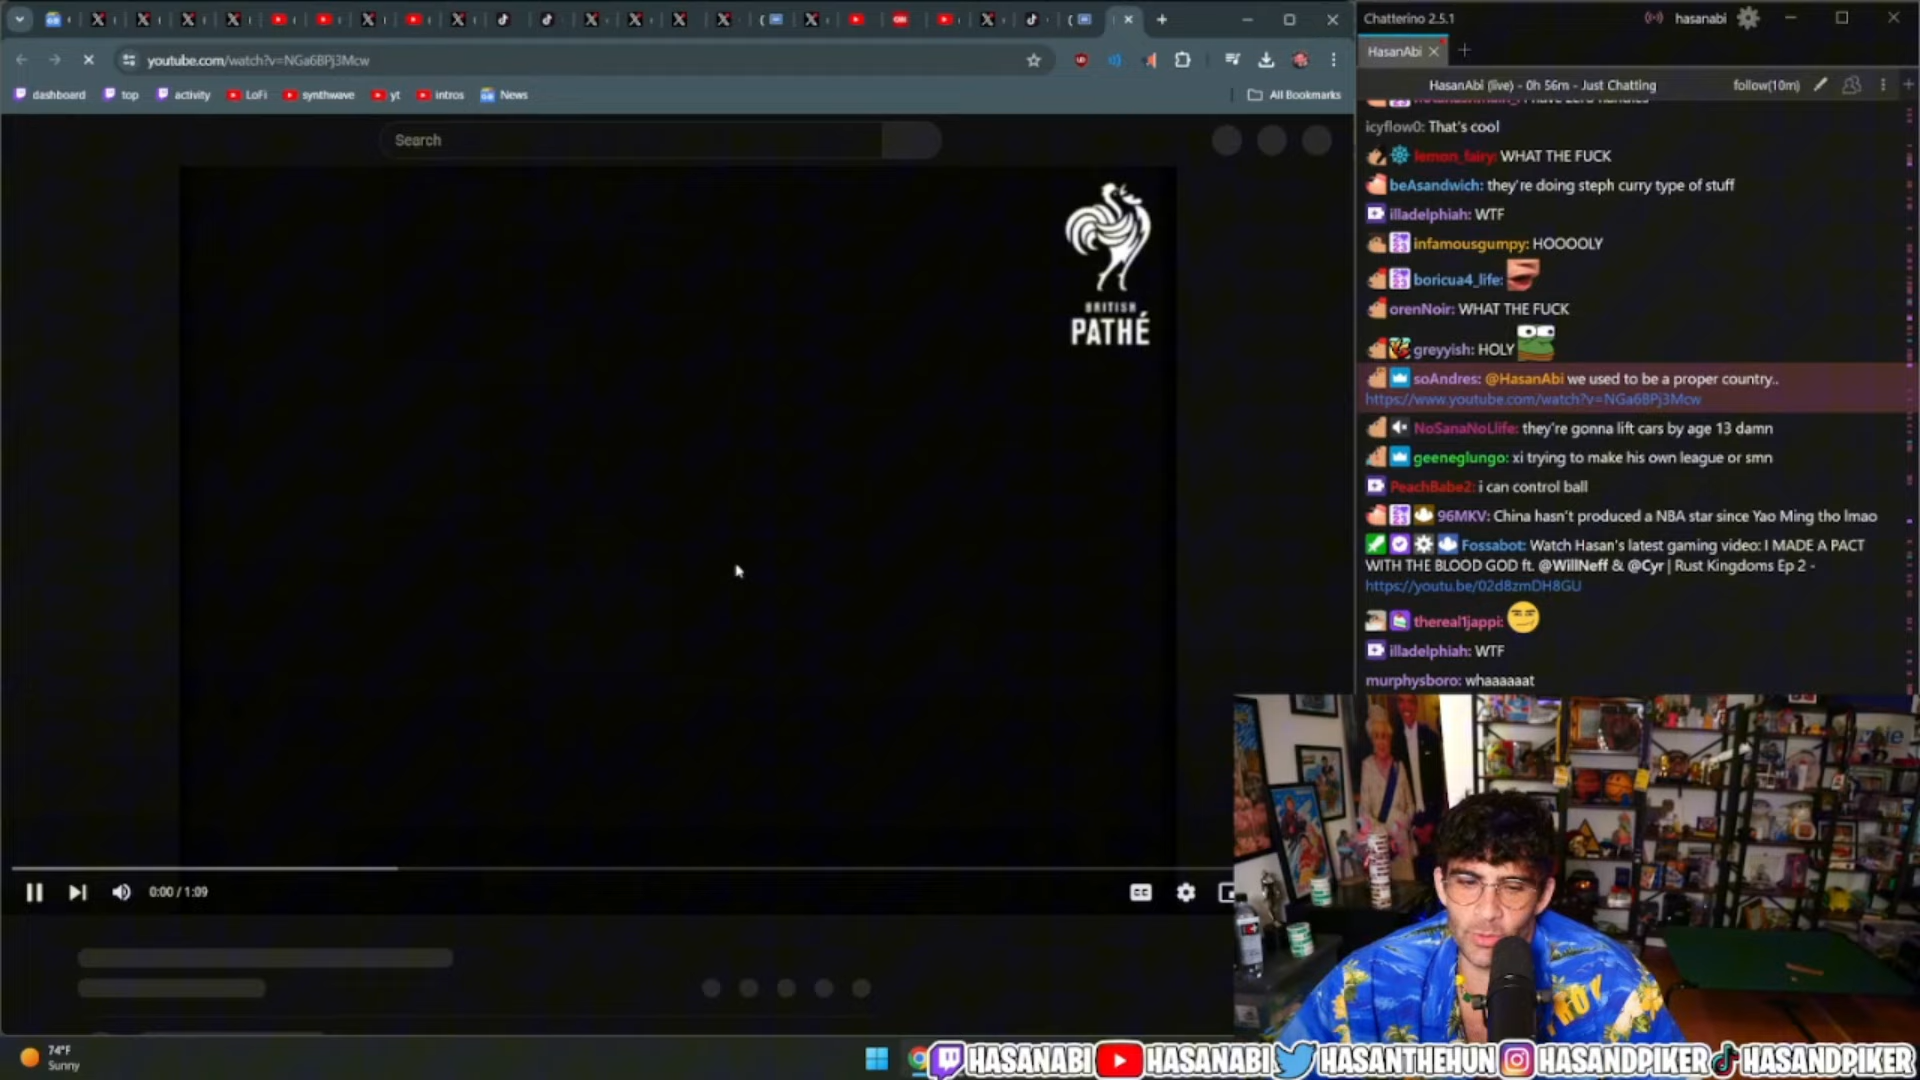 youtube.com/watch?v=NGa6BPj3Mcw
dashboard
top
activity
LoFi
synthwave
yt
intros
News
All Bookmarks
Search
BRITISH
PATHÉ
0:00 / 1:09
74°F
Sunny
Chatterino 2.5.1
hasanabi
HasanAbi
HasanAbi (live) - 0h 56m - Just Chatting
follow(10m)
icyflow0: That's cool
lemon_fairy: WHAT THE FUCK
beAsandwich: they're doing steph curry type of stuff
illadelphiah: WTF
infamousgumpy: HOOOOLY
boricua4_life:
orenNoir: WHAT THE FUCK
greyyish: HOLY
soAndres: @HasanAbi we used to be a proper country..
https://www.youtube.com/watch?v=NGa6BPj3Mcw
NoSanaNoLlife: they're gonna lift cars by age 13 damn
geeneglungo: xi trying to make his own league or smn
PeachBabe2: i can control ball
96MKV: China hasn't produced a NBA star since Yao Ming tho lmao
Fossabot: Watch Hasan's latest gaming video: I MADE A PACT
WITH THE BLOOD GOD ft. @WillNeff & @Cyr | Rust Kingdoms Ep 2 -
https://youtu.be/02d8zmDH8GU
thereal1jappi:
illadelphiah: WTF
murphysboro: whaaaaaat
HASANABI HASANABI HASANTHEHUN HASANDPIKER HASANDPIKER